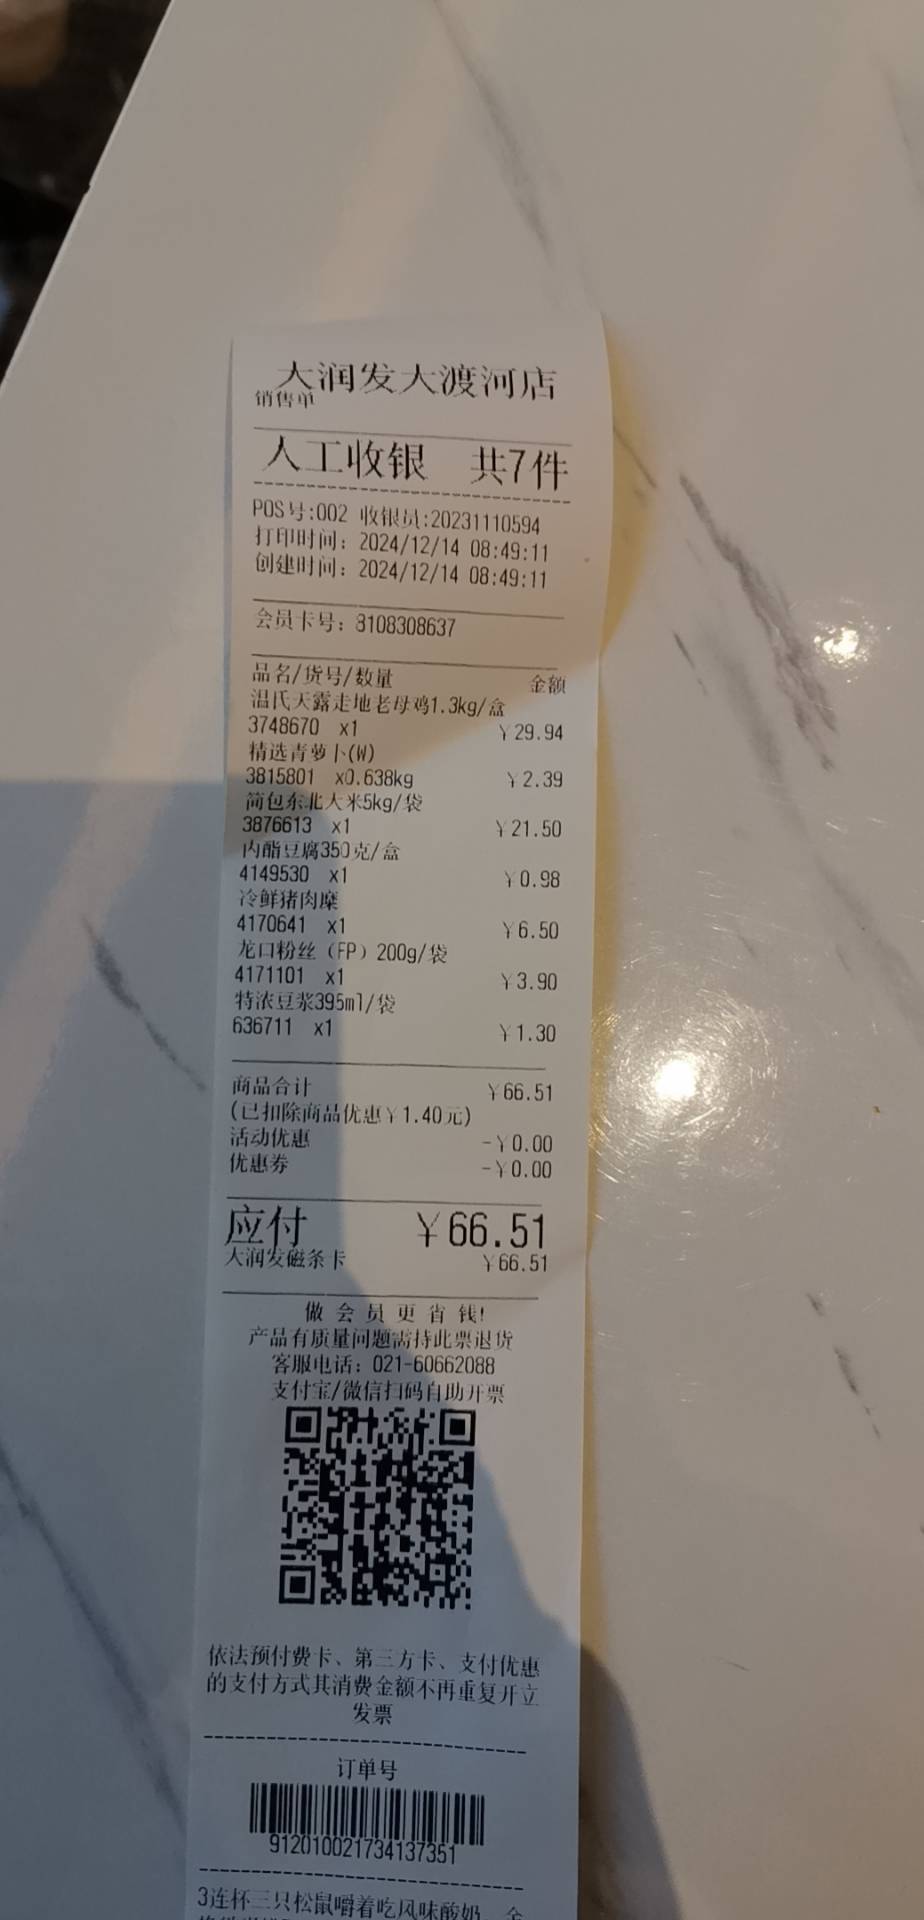 大润发大渡河店
销售单
人工收银 共7件
POS号:002 收银员:20231110594
打印时间：2024/12/14 08:49:11
创建时间：2024/12/14 08:49:11
会员卡号：8108308637
品名/货号/数量 金额
温氏天露走地老母鸡1.3kg/盒
3748670 x1 ￥29.94
精选青萝卜(W)
3815801 x0.638kg ￥2.39
简包东北大米5kg/袋
3876613 x1 ￥21.50
内酯豆腐350克/盒
4149530 x1 ￥0.98
冷鲜猪肉糜
4170641 x1 ￥6.50
龙口粉丝（FP）200g/袋
4171101 x1 ￥3.90
特浓豆浆395ml/袋
636711 x1 ￥1.30
商品合计 ￥66.51
(已扣除商品优惠￥1.40元)
活动优惠 -￥0.00
优惠券 -￥0.00
应付 ￥66.51
大润发磁条卡 ￥66.51
做会员更省钱!
产品有质量问题需持此票退货
客服电话：021-60662088
支付宝/微信扫码自助开票
依法预付费卡、第三方卡、支付优惠
的支付方式其消费金额不再重复开立
发票
订单号
912010021734137351
3连杯三只松鼠嚼着吃风味酸奶 全